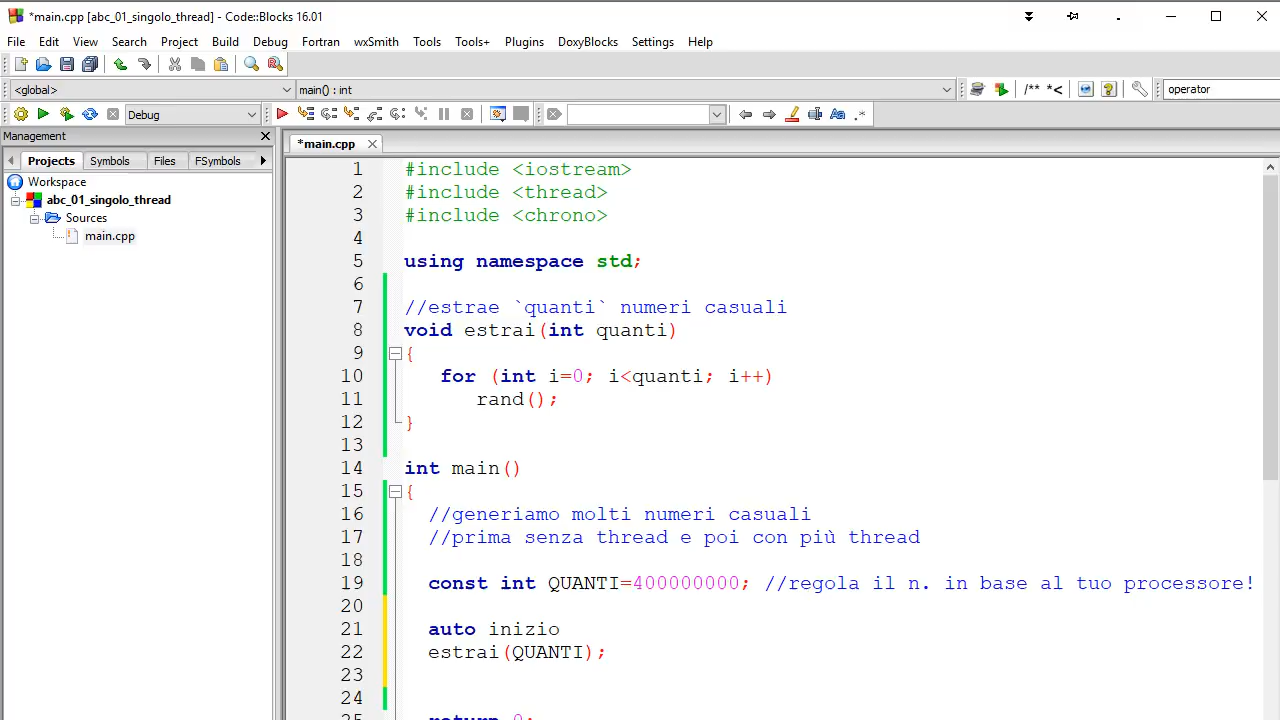 *main.cpp [abc_01_singolo_thread] - Code::Blocks 16.01
File Edit View Search Project Build Debug Fortran wxSmith Tools Tools+ Plugins DoxyBlocks Settings Help
<global> main() : int /** *< operator
Debug Aa .*
Management
*main.cpp
Projects Symbols Files FSymbols
Workspace
abc_01_singolo_thread
Sources
main.cpp
1 #include <iostream>
2 #include <thread>
3 #include <chrono>
4
5 using namespace std;
6
7 //estrae `quanti` numeri casuali
8 void estrai(int quanti)
9 {
10 for (int i=0; i<quanti; i++)
11 rand();
12 }
13
14 int main()
15 {
16 //generiamo molti numeri casuali
17 //prima senza thread e poi con più thread
18
19 const int QUANTI=400000000; //regola il n. in base al tuo processore!
20
21 auto inizio
22 estrai(QUANTI);
23
24
25 return 0;